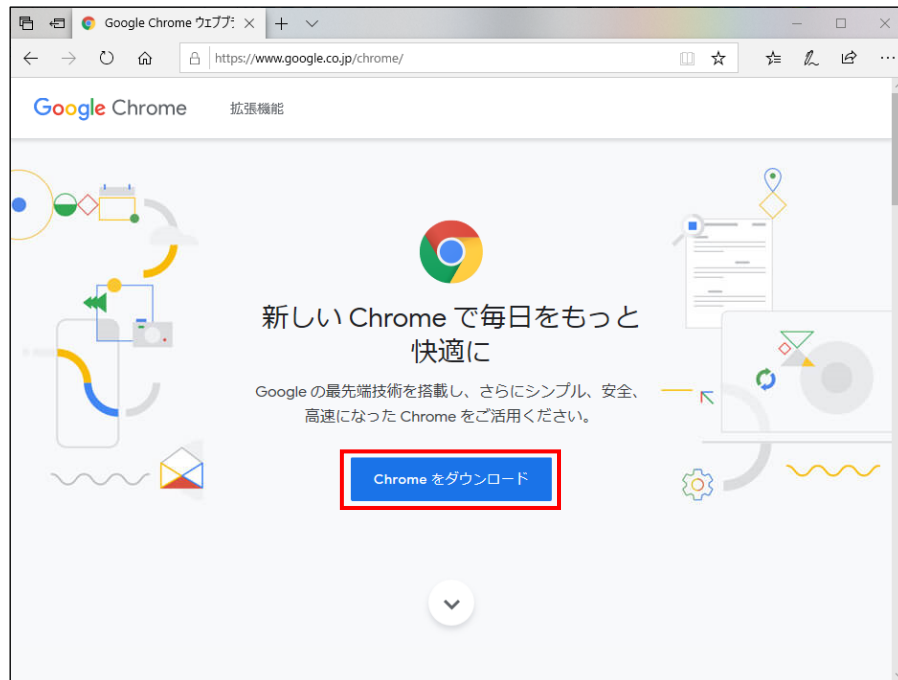 Google Chrome ウェブブラ
https://www.google.co.jp/chrome/
Google Chrome 拡張機能
新しい Chrome で毎日をもっと
快適に
Google の最先端技術を搭載し、さらにシンプル、安全、
高速になった Chrome をご活用ください。
Chrome をダウンロード